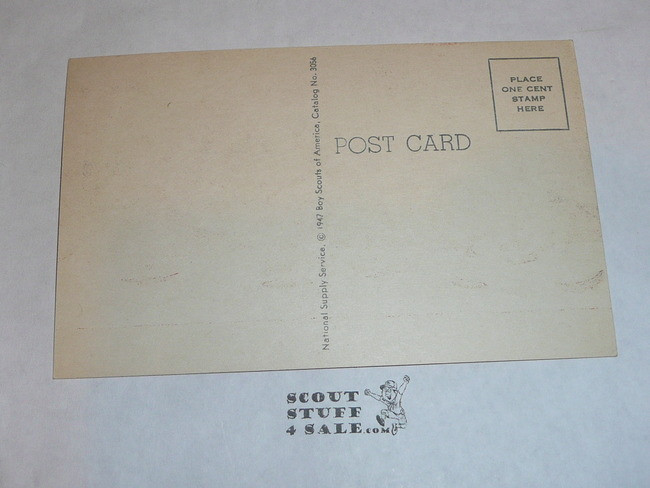 National Supply Service, © 1947 Boy Scouts of America, Catalog No. 3056
POST CARD
PLACE
ONE CENT
STAMP
HERE
SCOUT
STUFF
4 SALE.COM